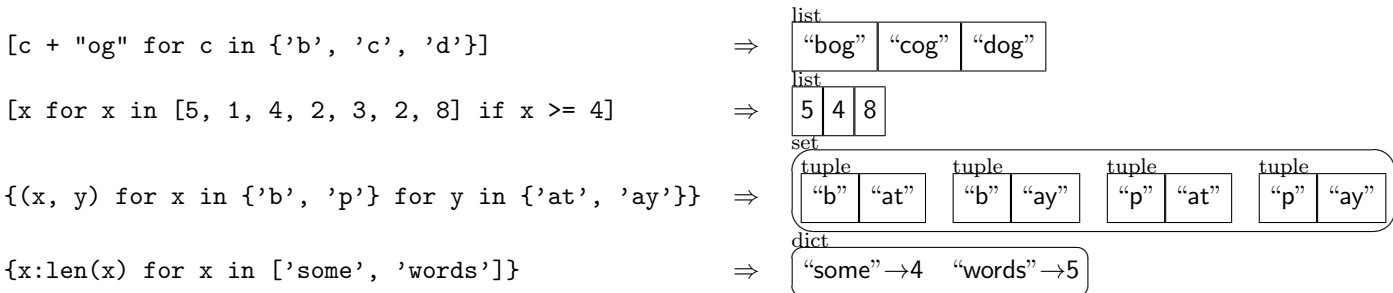 list
[c + "og" for c in {’b’, ’c’, ’d’}] ⇒ “bog” “cog” “dog”
list
[x for x in [5, 1, 4, 2, 3, 2, 8] if x >= 4] ⇒ 5 4 8
set
tuple tuple tuple tuple
{(x, y) for x in {’b’, ’p’} for y in {’at’, ’ay’}} ⇒ “b” “at” “b” “ay” “p” “at” “p” “ay”
dict
{x:len(x) for x in [’some’, ’words’]} ⇒ “some”→4 “words”→5